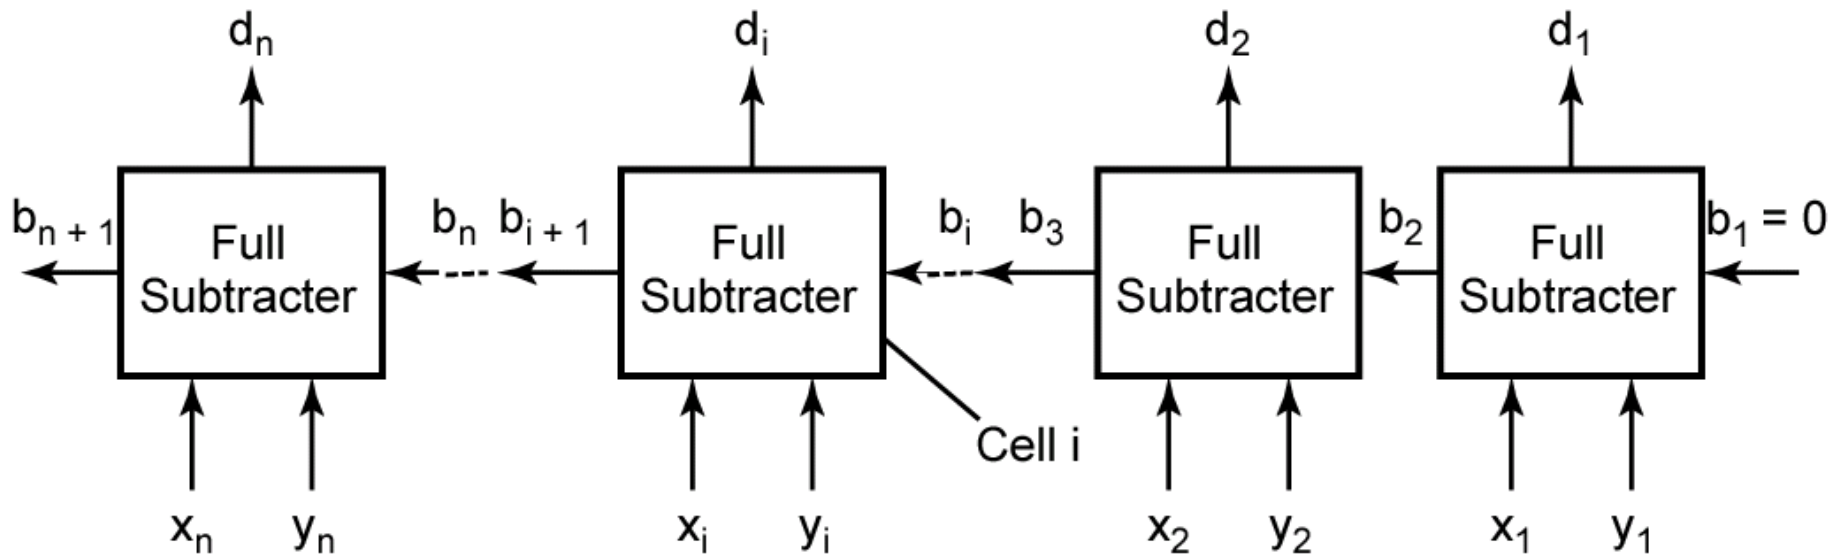 dₙ dᵢ d₂ d₁
bₙ ₊ ₁ Full Subtracter bₙ bᵢ ₊ ₁ Full Subtracter bᵢ b₃ Full Subtracter b₂ Full Subtracter b₁ = 0
Cell i
xₙ yₙ xᵢ yᵢ x₂ y₂ x₁ y₁